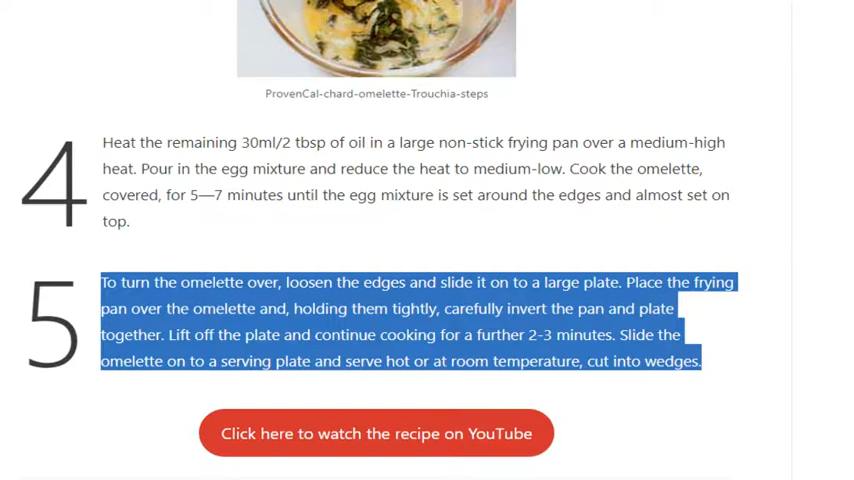 ProvenCal-chard-omelette-Trouchia-steps
4
Heat the remaining 30ml/2 tbsp of oil in a large non-stick frying pan over a medium-high
heat. Pour in the egg mixture and reduce the heat to medium-low. Cook the omelette,
covered, for 5—7 minutes until the egg mixture is set around the edges and almost set on
top.
5
To turn the omelette over, loosen the edges and slide it on to a large plate. Place the frying
pan over the omelette and, holding them tightly, carefully invert the pan and plate
together. Lift off the plate and continue cooking for a further 2-3 minutes. Slide the
omelette on to a serving plate and serve hot or at room temperature, cut into wedges.
Click here to watch the recipe on YouTube